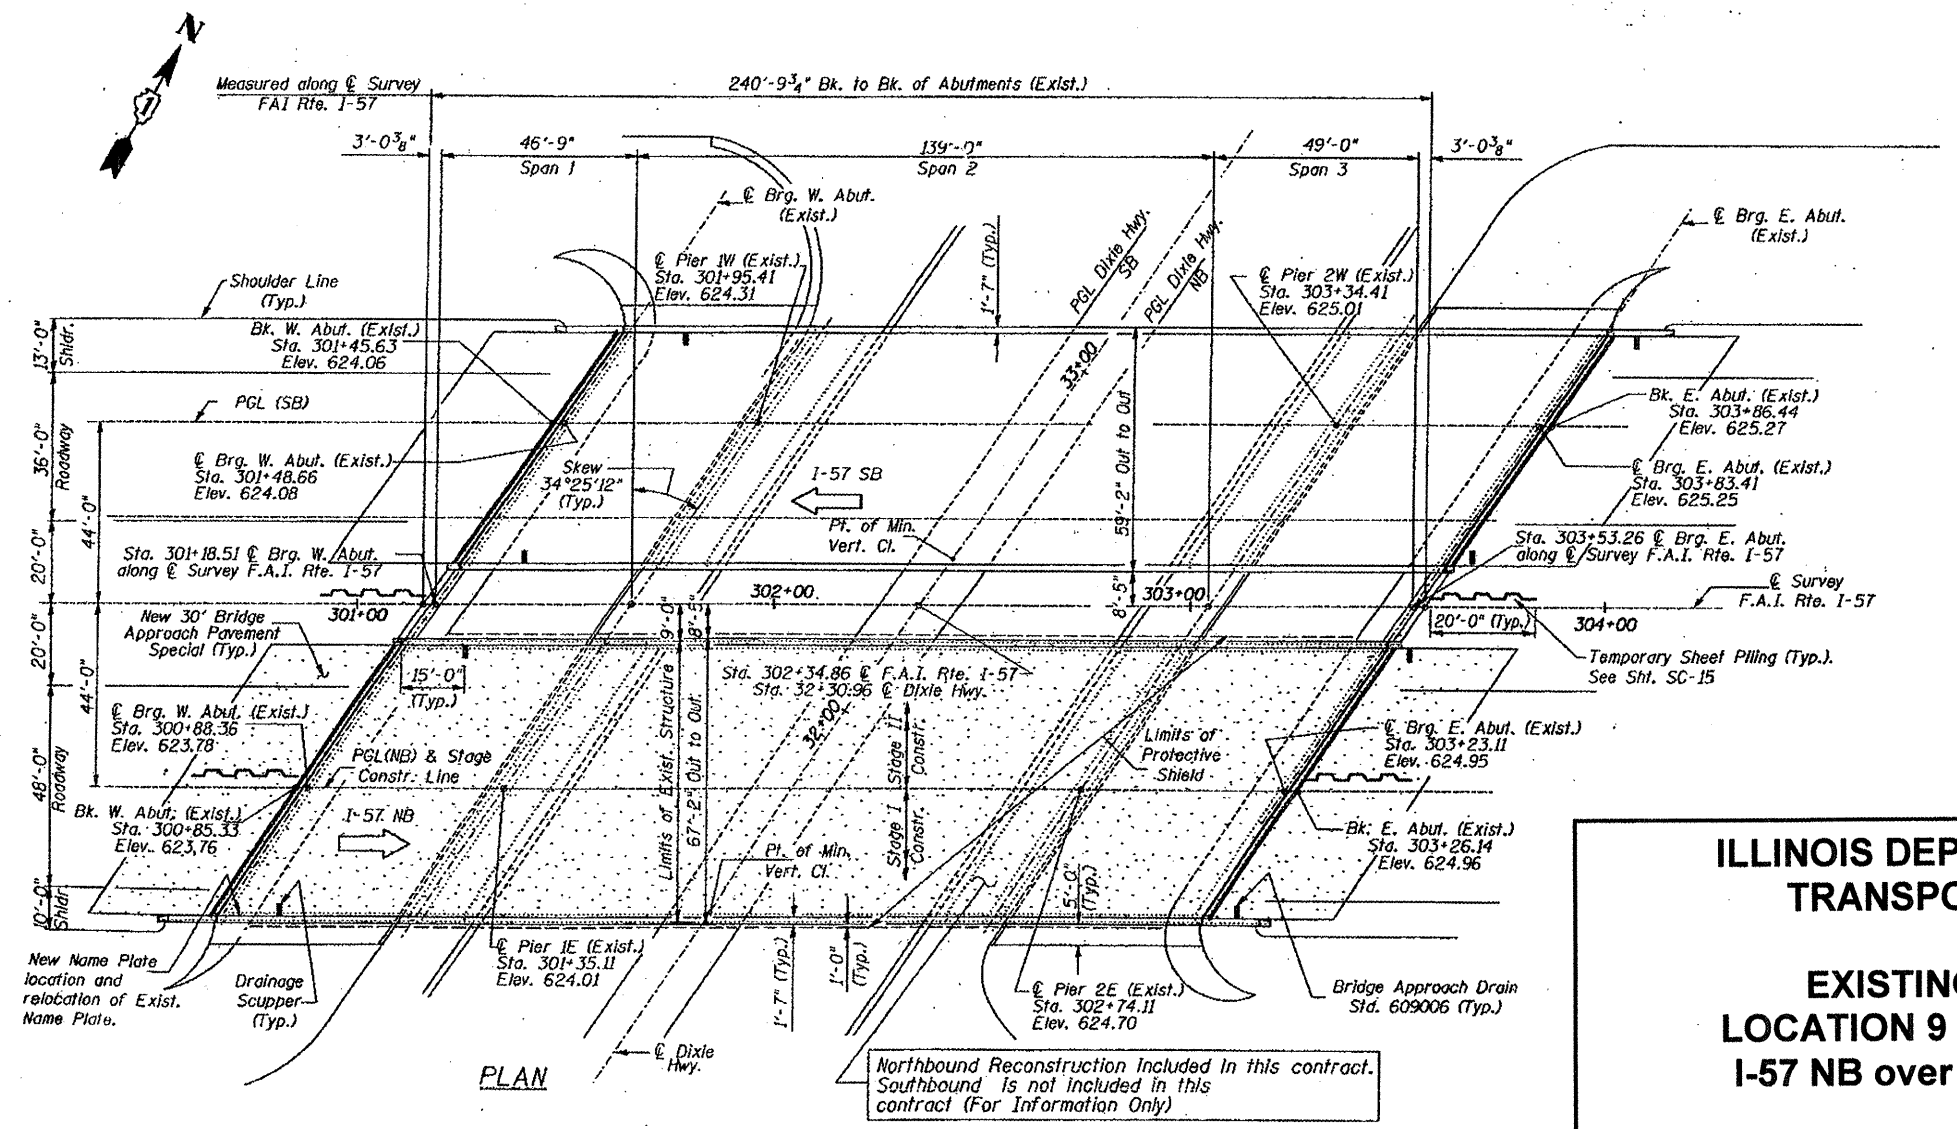 N
1
Measured along ℄ Survey
FAI Rte. I-57
240'-9¾" Bk. to Bk. of Abutments (Exist.)
3'-0⅜"
46'-9"
Span 1
139'-0"
Span 2
49'-0"
Span 3
3'-0⅜"
℄ Brg. W. Abut.
(Exist.)
℄ Brg. E. Abut.
(Exist.)
℄ Pier 1W (Exist.)
Sta. 301+95.41
Elev. 624.31
1'-7" (Typ.)
PGL Dixie Hwy.
SB
PGL Dixie Hwy.
NB
℄ Pier 2W (Exist.)
Sta. 303+34.41
Elev. 625.01
Shoulder Line
(Typ.)
Bk. W. Abut. (Exist.)
Sta. 301+45.63
Elev. 624.06
13'-0"
Shldr.
33+00
PGL (SB)
Bk. E. Abut. (Exist.)
Sta. 303+86.44
Elev. 625.27
36'-0"
Roadway
℄ Brg. W. Abut. (Exist.)
Sta. 301+48.66
Elev. 624.08
Skew
34°25'12"
(Typ.)
I-57 SB
59'-2" Out to Out
℄ Brg. E. Abut. (Exist.)
Sta. 303+83.41
Elev. 625.25
44'-0"
Pt. of Min.
Vert. Cl.
20'-0"
Sta. 301+18.51 ℄ Brg. W. Abut.
along ℄ Survey F.A.I. Rte. I-57
Sta. 303+53.26 ℄ Brg. E. Abut.
along ℄ Survey F.A.I. Rte. I-57
℄ Survey
F.A.I. Rte. I-57
301+00
302+00
303+00
304+00
8'-5"
9'-0"
8'-5"
20'-0" (Typ.)
New 30' Bridge
Approach Pavement
Special (Typ.)
20'-0"
44'-0"
15'-0"
(Typ.)
Sta. 302+34.86 ℄ F.A.I. Rte. I-57
Sta. 32+30.96 ℄ Dixie Hwy.
Temporary Sheet Piling (Typ.).
See Sht. SC-15
℄ Brg. W. Abut. (Exist.)
Sta. 300+88.36
Elev. 623.78
32+00
Limits of Exist. Structure
67'-2" Out to Out
Stage II
Constr.
Limits of
Protective
Shield
℄ Brg. E. Abut. (Exist.)
Sta. 303+23.11
Elev. 624.95
PGL(NB) & Stage
Constr. Line
48'-0"
Roadway
Bk. W. Abut. (Exist.)
Sta. 300+85.33
Elev. 623.76
I-57 NB
Stage I
Constr.
Bk. E. Abut. (Exist.)
Sta. 303+26.14
Elev. 624.96
Pt. of Min.
Vert. Cl.
5'-0"
(Typ.)
10'-0"
Shldr.
New Name Plate
location and
relocation of Exist.
Name Plate.
Drainage
Scupper
(Typ.)
℄ Pier 1E (Exist.)
Sta. 301+35.11
Elev. 624.01
1'-7" (Typ.)
1'-0"
(Typ.)
℄ Pier 2E (Exist.)
Sta. 302+74.11
Elev. 624.70
Bridge Approach Drain
Std. 609006 (Typ.)
℄ Dixie
Hwy.
PLAN
Northbound Reconstruction Included in this contract.
Southbound is not included in this
contract (For Information Only)
ILLINOIS DEP
TRANSPO
EXISTING
LOCATION 9
I-57 NB over